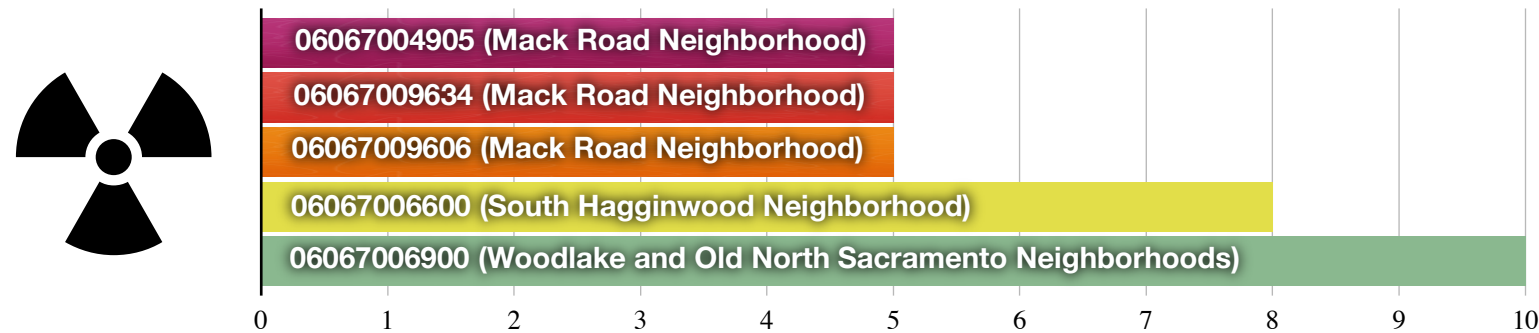 06067004905 (Mack Road Neighborhood)
06067009634 (Mack Road Neighborhood)
06067009606 (Mack Road Neighborhood)
06067006600 (South Hagginwood Neighborhood)
06067006900 (Woodlake and Old North Sacramento Neighborhoods)
0 1 2 3 4 5 6 7 8 9 10